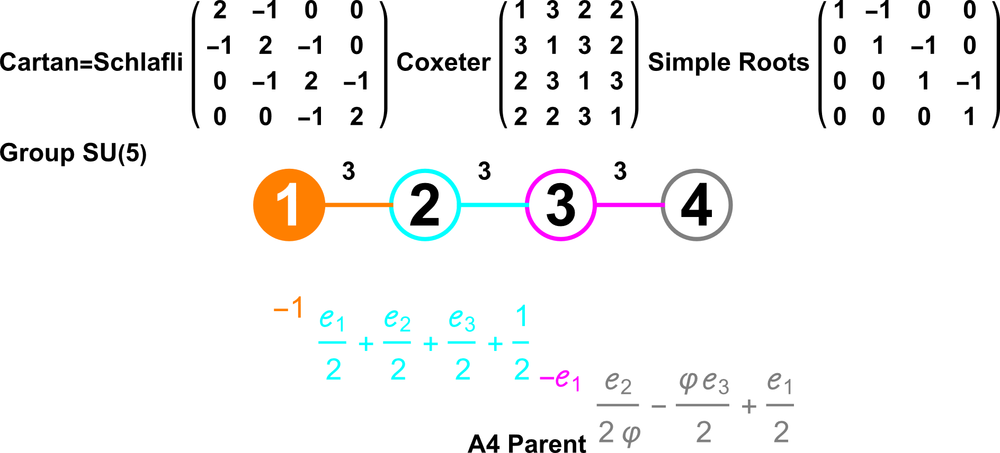 Cartan=Schlafli ( 2 −1 0 0 ) Coxeter ( 1 3 2 2 ) Simple Roots ( 1 −1 0 0 )
−1 2 −1 0 3 1 3 2 0 1 −1 0
0 −1 2 −1 2 3 1 3 0 0 1 −1
0 0 −1 2 2 2 3 1 0 0 0 1
Group SU(5)
3 3 3
1 2 3 4
−1
e₁/2 + e₂/2 + e₃/2 + 1/2
−e₁
e₂/2 φ − φ e₃/2 + e₁/2
A4 Parent